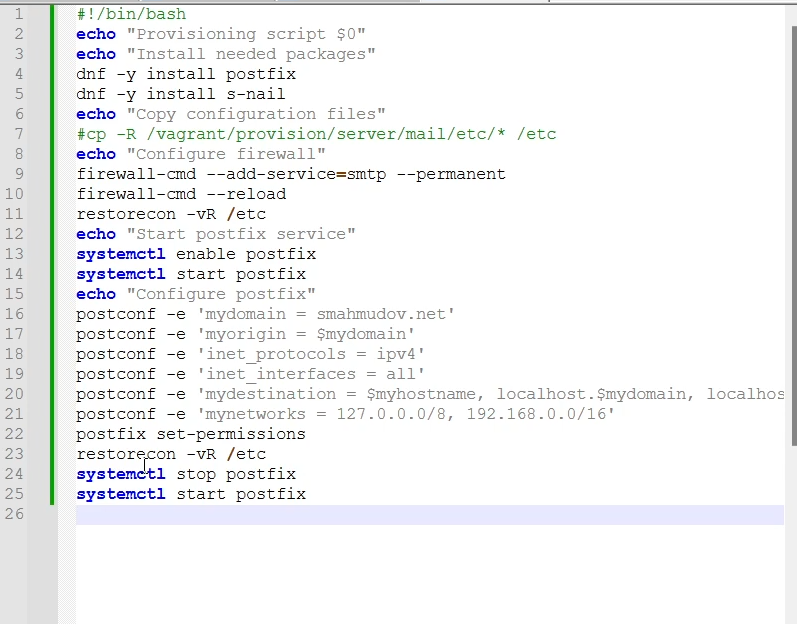 1 #!/bin/bash
2 echo "Provisioning script $0"
3 echo "Install needed packages"
4 dnf -y install postfix
5 dnf -y install s-nail
6 echo "Copy configuration files"
7 #cp -R /vagrant/provision/server/mail/etc/* /etc
8 echo "Configure firewall"
9 firewall-cmd --add-service=smtp --permanent
10 firewall-cmd --reload
11 restorecon -vR /etc
12 echo "Start postfix service"
13 systemctl enable postfix
14 systemctl start postfix
15 echo "Configure postfix"
16 postconf -e 'mydomain = smahmudov.net'
17 postconf -e 'myorigin = $mydomain'
18 postconf -e 'inet_protocols = ipv4'
19 postconf -e 'inet_interfaces = all'
20 postconf -e 'mydestination = $myhostname, localhost.$mydomain, localhos
21 postconf -e 'mynetworks = 127.0.0.0/8, 192.168.0.0/16'
22 postfix set-permissions
23 restorecon -vR /etc
24 systemctl stop postfix
25 systemctl start postfix
26